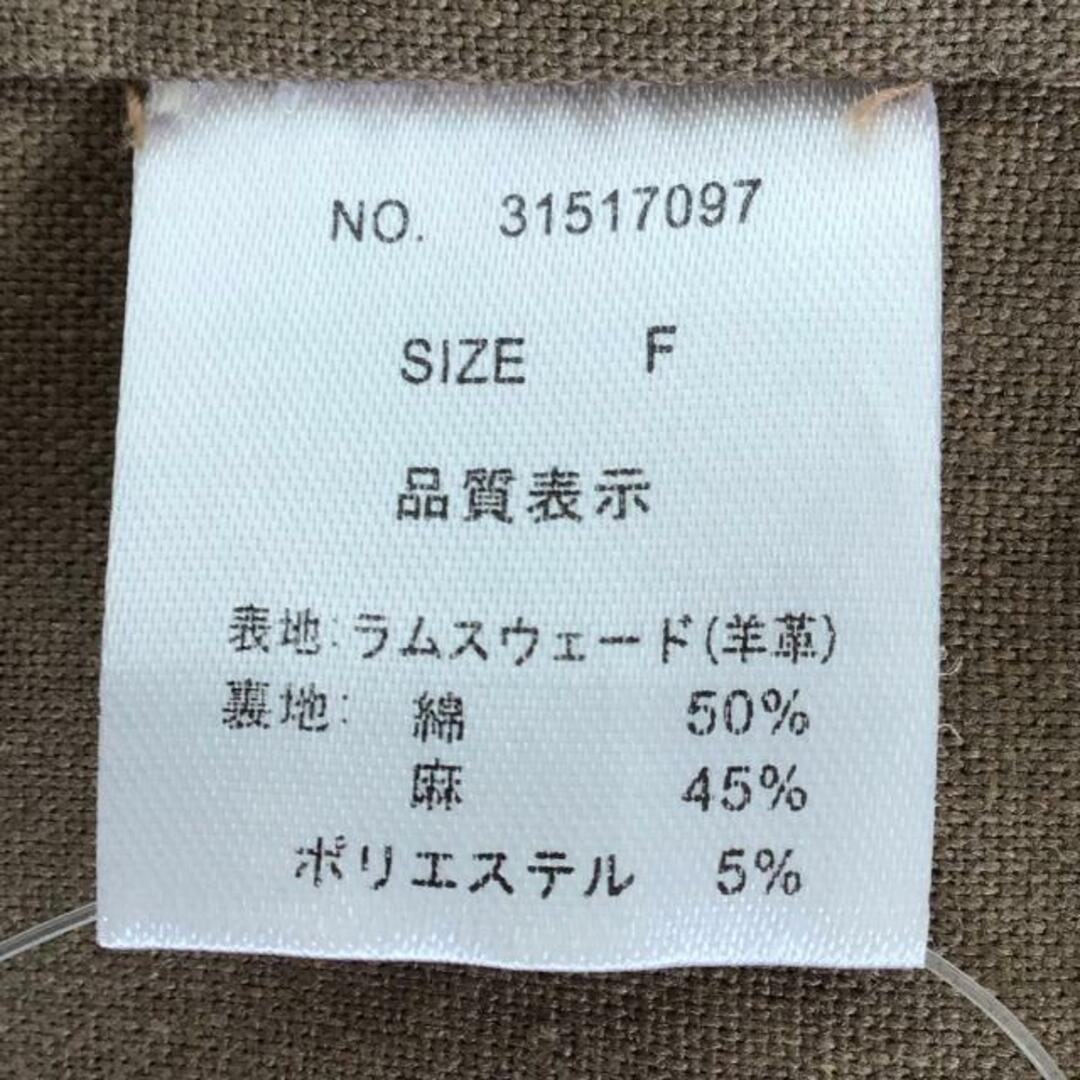 NO. 31517097
SIZE F
品質表示
表地:ラムスウェード(羊革)
裏地: 綿 50%
麻 45%
ポリエステル 5%